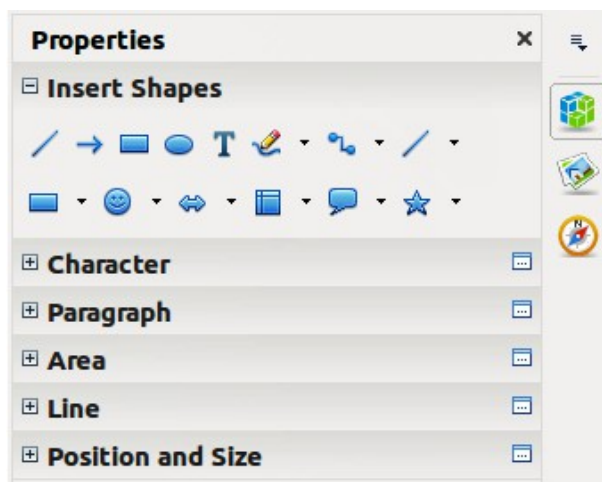 Properties
Insert Shapes
T
Character
Paragraph
Area
Line
Position and Size